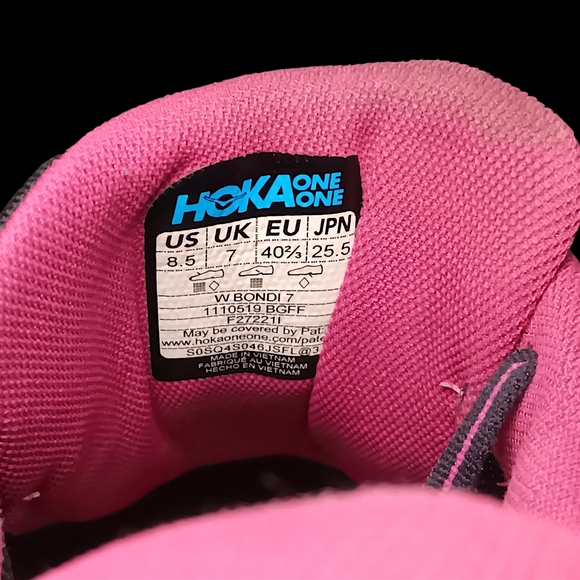 HOKA ONE ONE
US UK EU JPN
8.5 7 40⅔ 25.5
W BONDI 7
1110519 BGFF
F27221I
May be covered by Pat
www.hokaoneone.com/pate
S0SQ4S046JSFL@3
MADE IN VIETNAM
FABRIQUÉ AU VIETNAM
HECHO EN VIETNAM